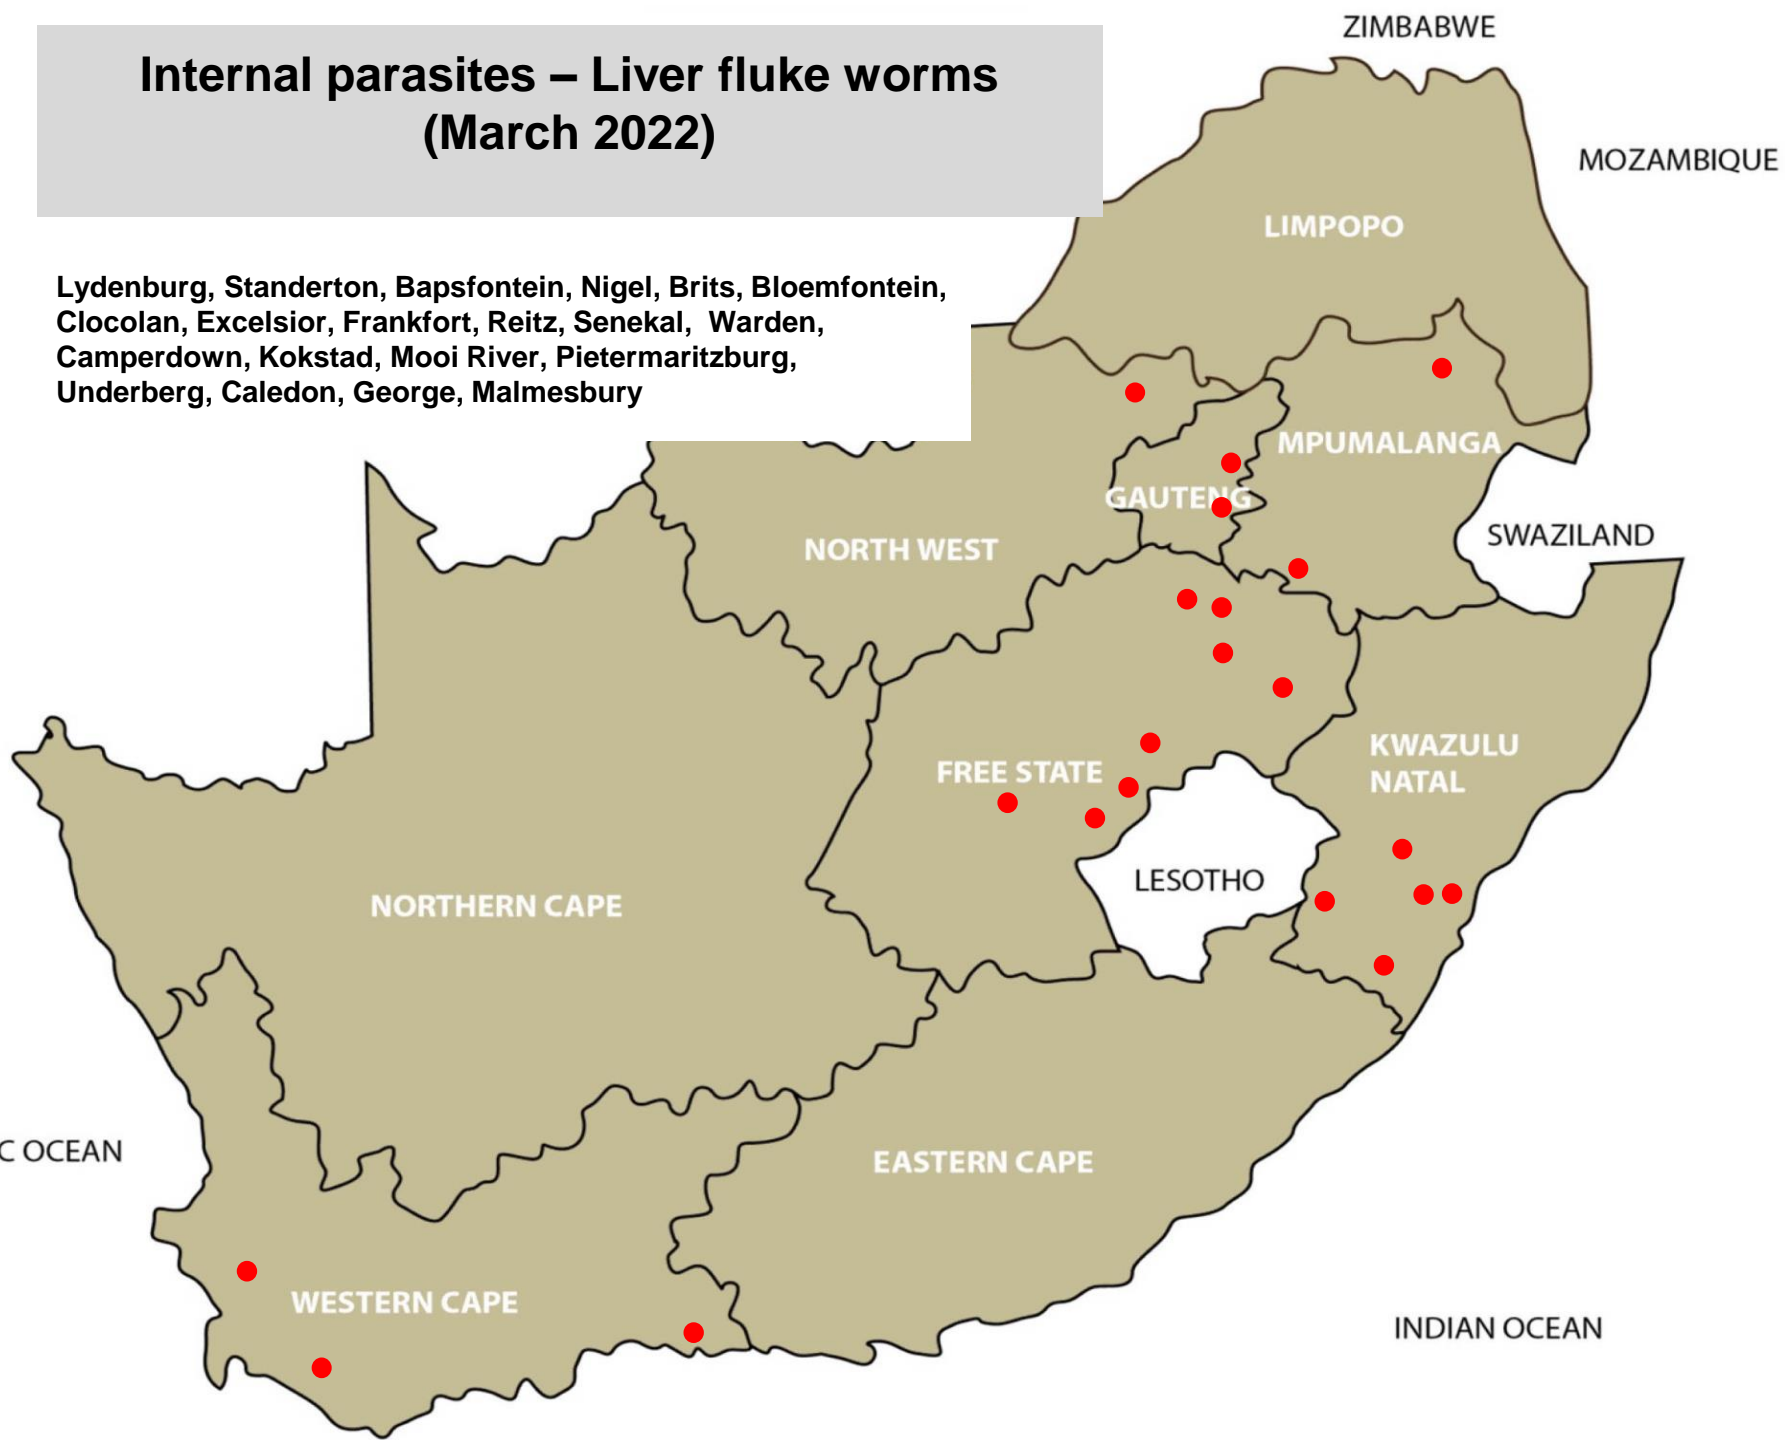 Internal parasites – Liver fluke worms
(March 2022)
Lydenburg, Standerton, Bapsfontein, Nigel, Brits, Bloemfontein,
Clocolan, Excelsior, Frankfort, Reitz, Senekal, Warden,
Camperdown, Kokstad, Mooi River, Pietermaritzburg,
Underberg, Caledon, George, Malmesbury
ZIMBABWE
MOZAMBIQUE
LIMPOPO
MPUMALANGA
GAUTENG
SWAZILAND
NORTH WEST
KWAZULU
NATAL
FREE STATE
LESOTHO
NORTHERN CAPE
C OCEAN
EASTERN CAPE
WESTERN CAPE
INDIAN OCEAN